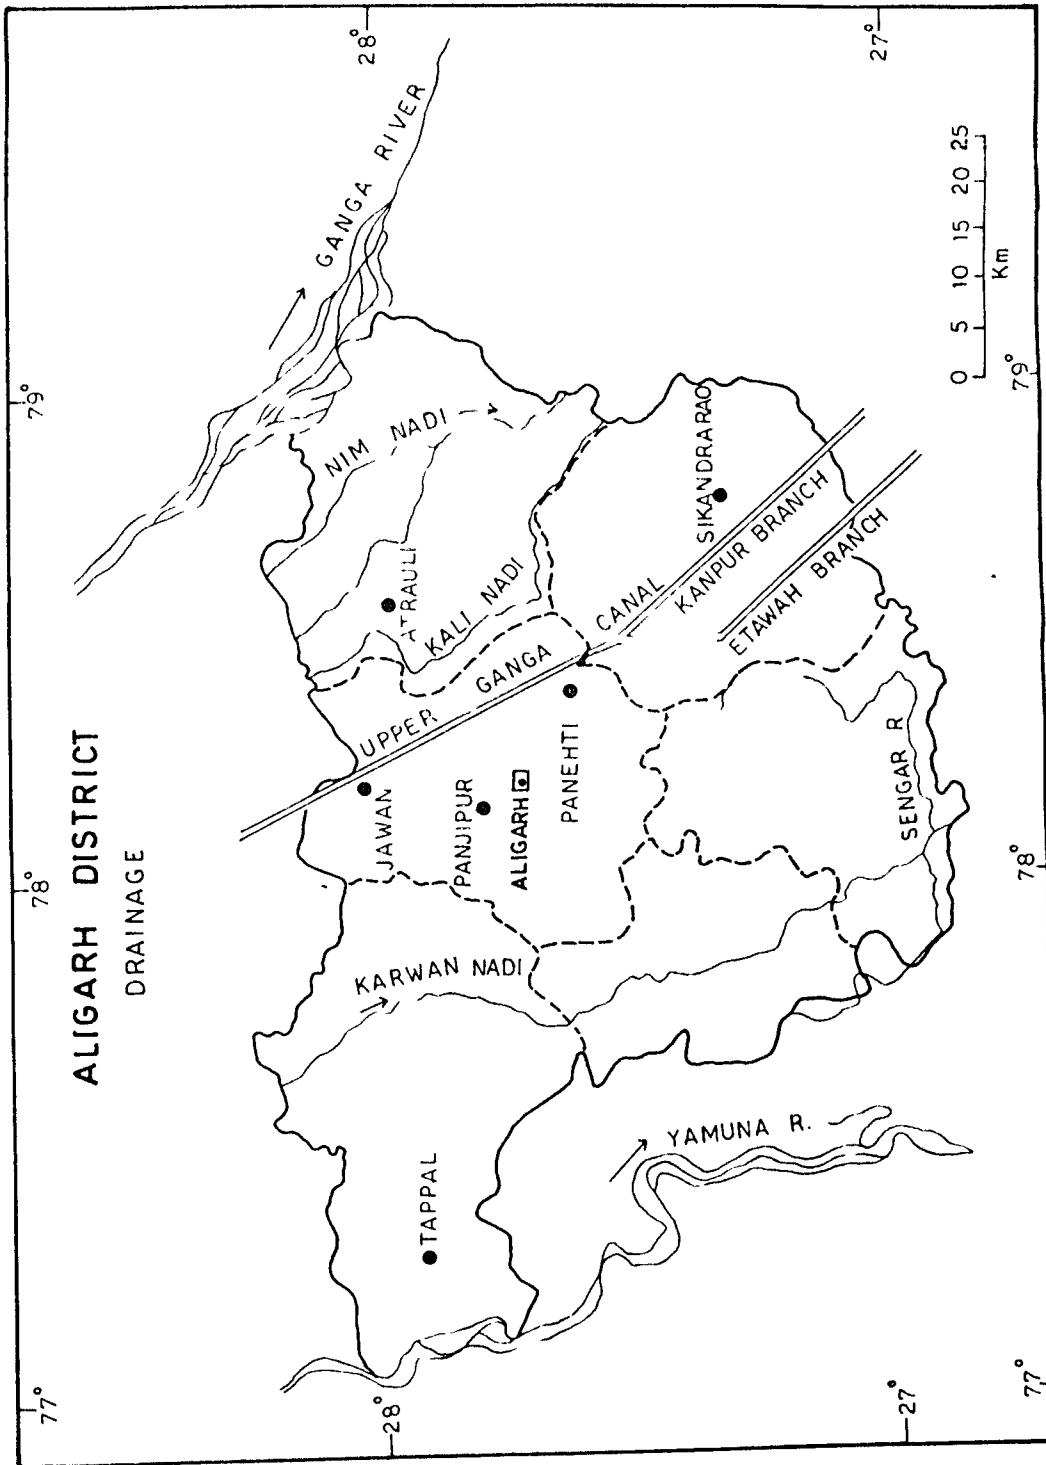 ALIGARH DISTRICT
DRAINAGE
77°
78°
79°
28°
28°
27°
27°
77°
78°
79°
GANGA RIVER
NIM NADI
ATRAULI
KALI NADI
UPPER GANGA CANAL
KANPUR BRANCH
ETAWAH BRANCH
SIKANDRARAO
JAWAN
PANJIPUR
ALIGARH
PANEHTI
KARWAN NADI
SENGAR R
TAPPAL
YAMUNA R.
0 5 10 15 20 25
Km